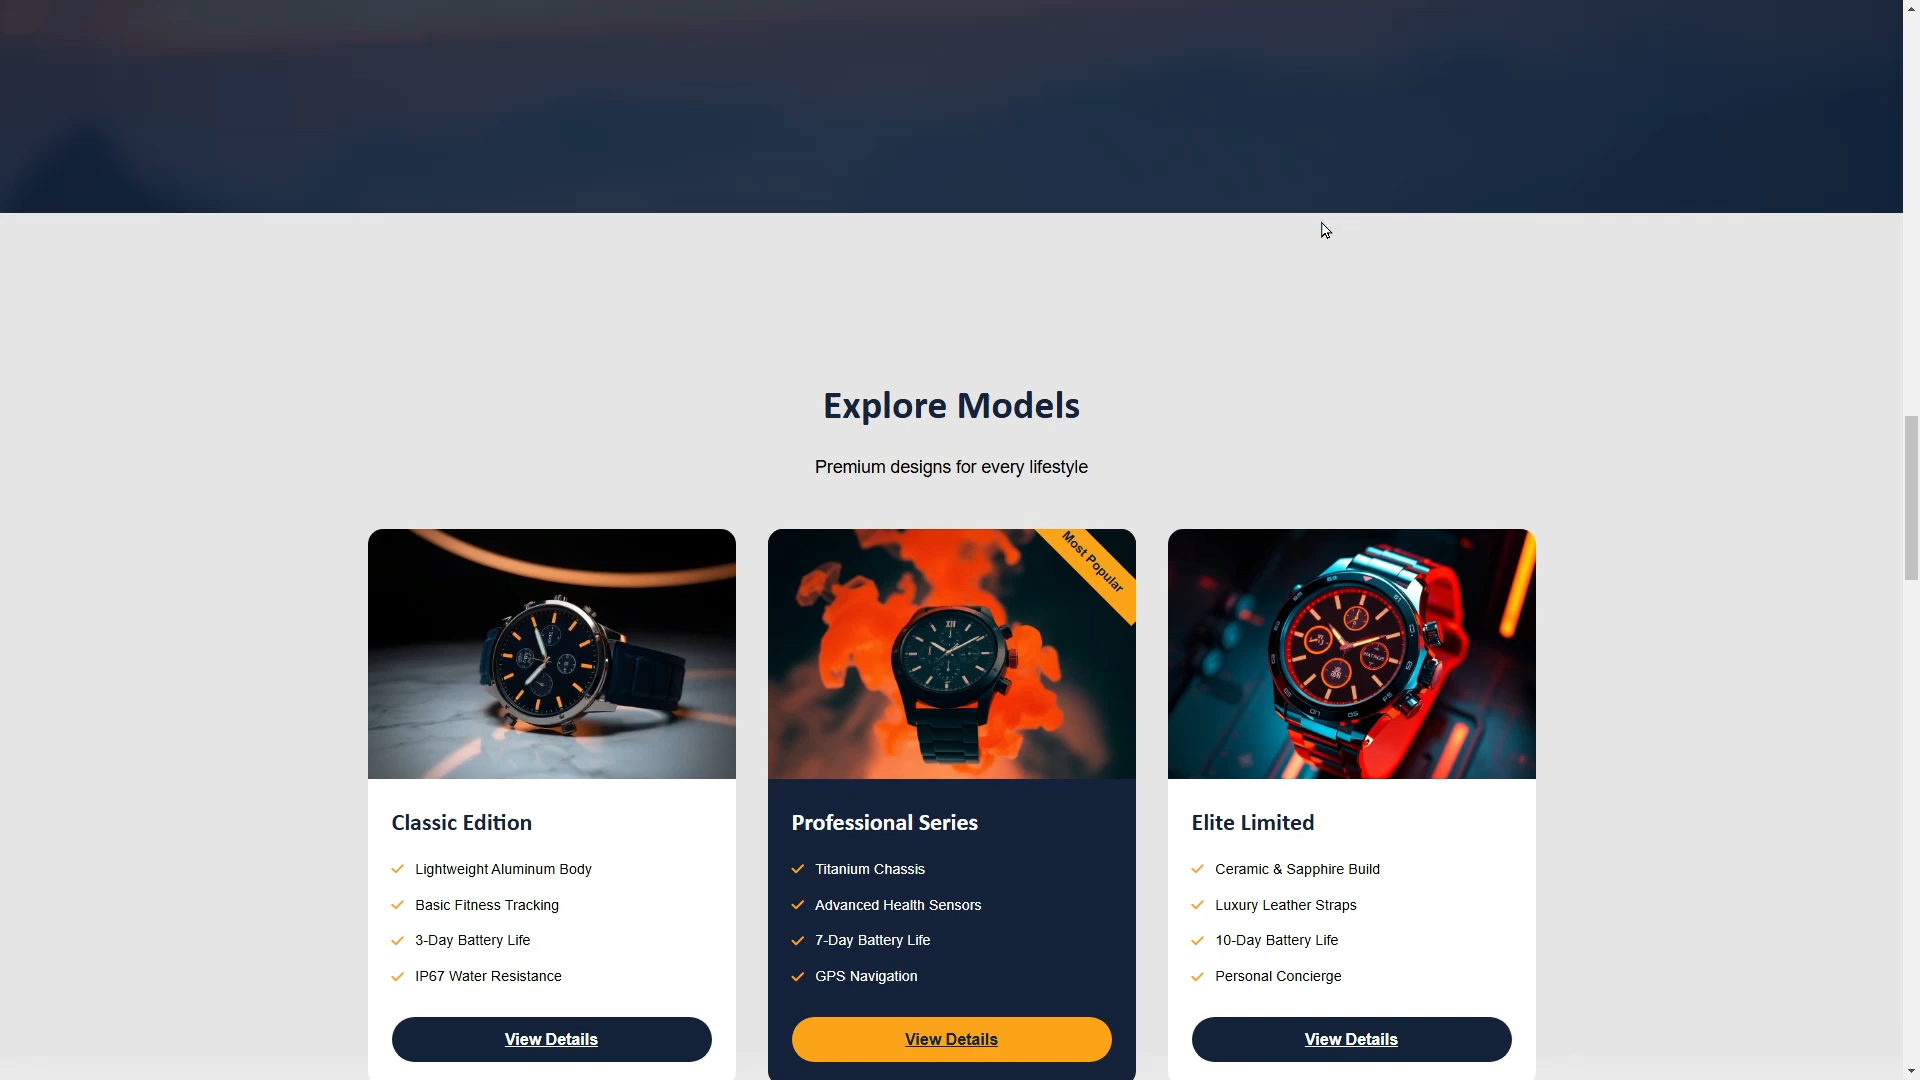 Explore Models
Premium designs for every lifestyle
Most Popular
Classic Edition
Lightweight Aluminum Body
Basic Fitness Tracking
3-Day Battery Life
IP67 Water Resistance
View Details
Professional Series
Titanium Chassis
Advanced Health Sensors
7-Day Battery Life
GPS Navigation
View Details
Elite Limited
Ceramic & Sapphire Build
Luxury Leather Straps
10-Day Battery Life
Personal Concierge
View Details